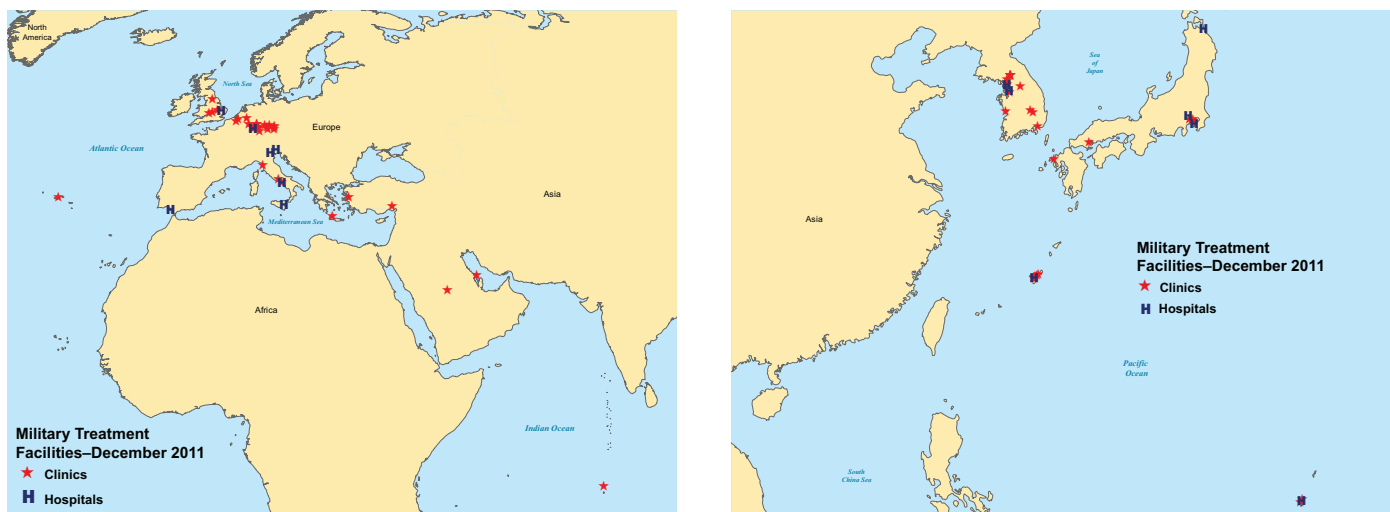 North
America
North Sea
Europe
Atlantic Ocean
Asia
Mediterranean Sea
Africa
Indian Ocean
Military Treatment
Facilities–December 2011
Clinics
H Hospitals
Sea
of
Japan
Asia
Military Treatment
Facilities–December 2011
Clinics
H Hospitals
Pacific
Ocean
South
China Sea